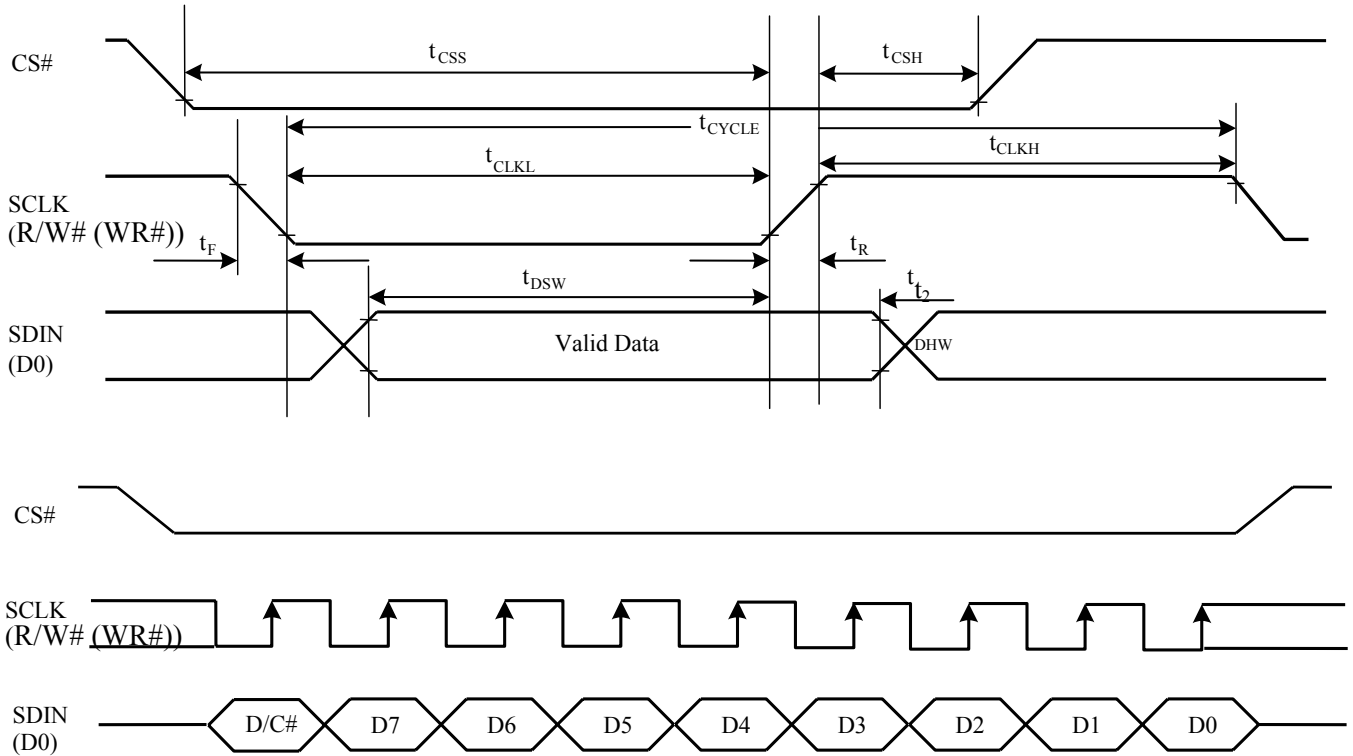 CS#
tCSS
tCSH
tCYCLE
tCLKL
tCLKH
SCLK
(R/W# (WR#))
tF
tR
tDSW
t
t2
SDIN
(D0)
Valid Data
DHW
CS#
SCLK
(R/W# (WR#))
SDIN
(D0)
D/C# D7 D6 D5 D4 D3 D2 D1 D0